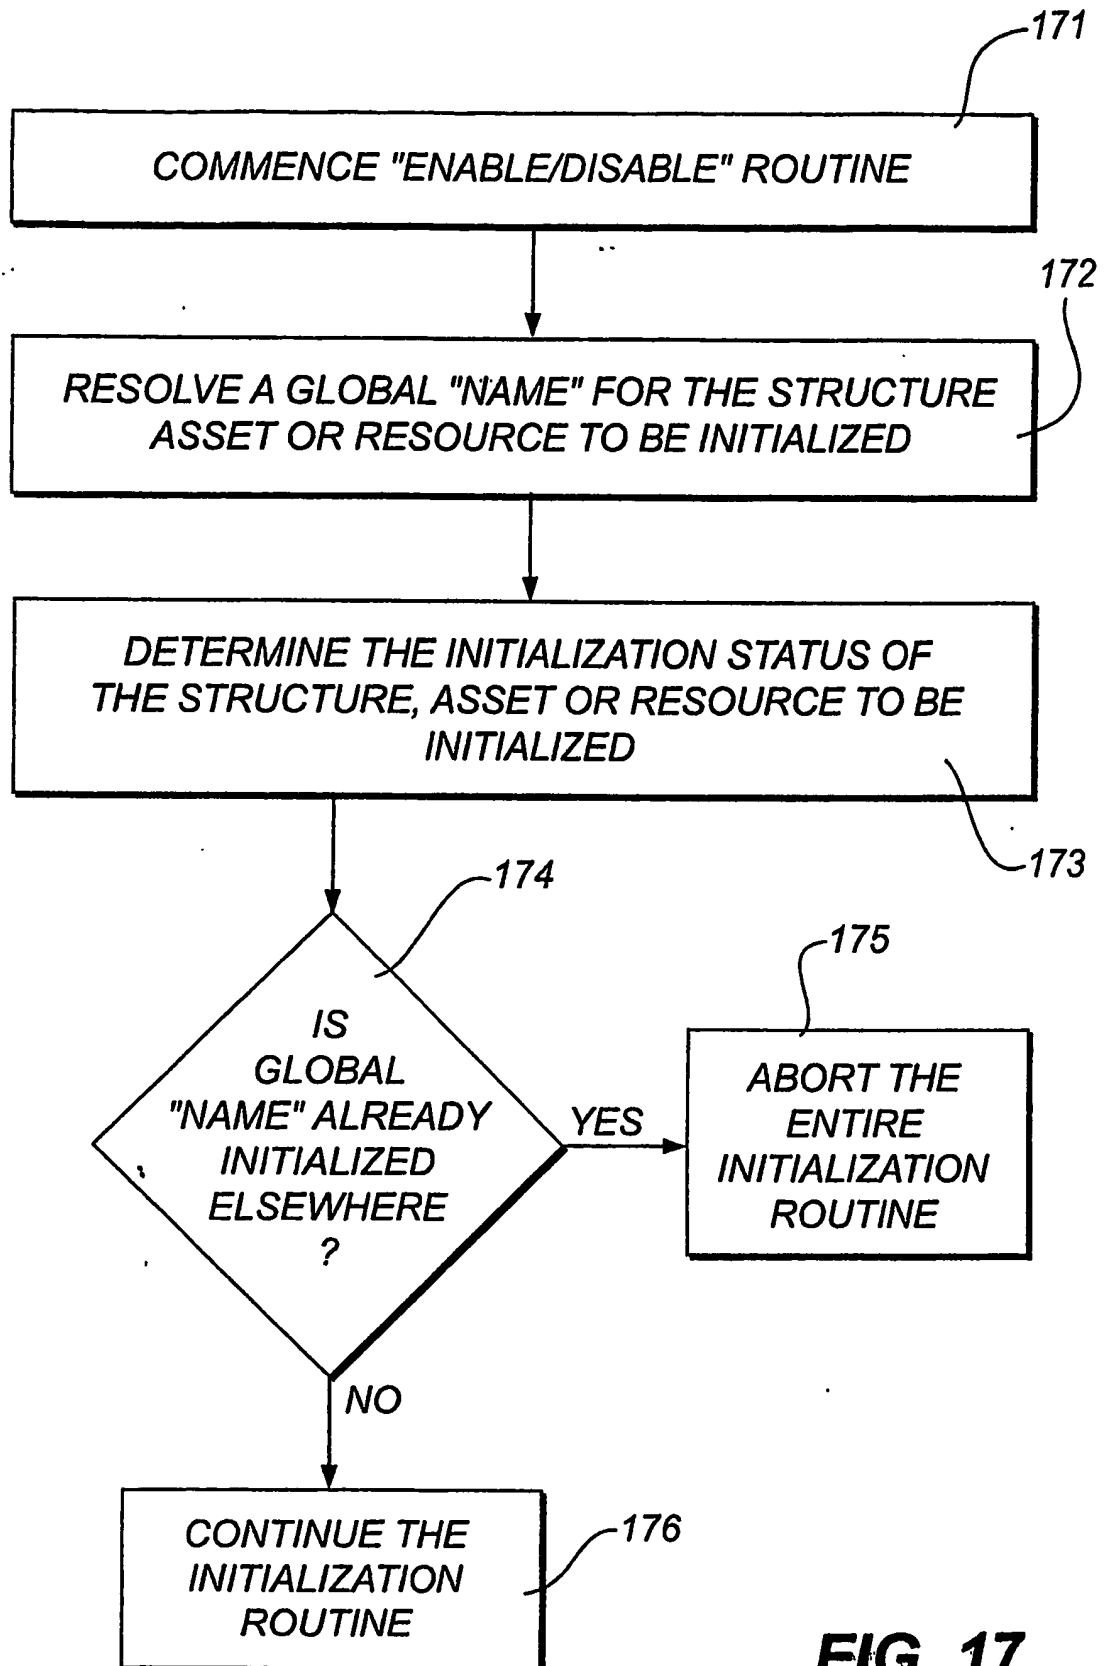 171
COMMENCE "ENABLE/DISABLE" ROUTINE
172
RESOLVE A GLOBAL "NAME" FOR THE STRUCTURE
ASSET OR RESOURCE TO BE INITIALIZED
DETERMINE THE INITIALIZATION STATUS OF
THE STRUCTURE, ASSET OR RESOURCE TO BE
INITIALIZED
173
174
IS
GLOBAL
"NAME" ALREADY
INITIALIZED
ELSEWHERE
?
YES
175
ABORT THE
ENTIRE
INITIALIZATION
ROUTINE
NO
CONTINUE THE
INITIALIZATION
ROUTINE
176
FIG. 17